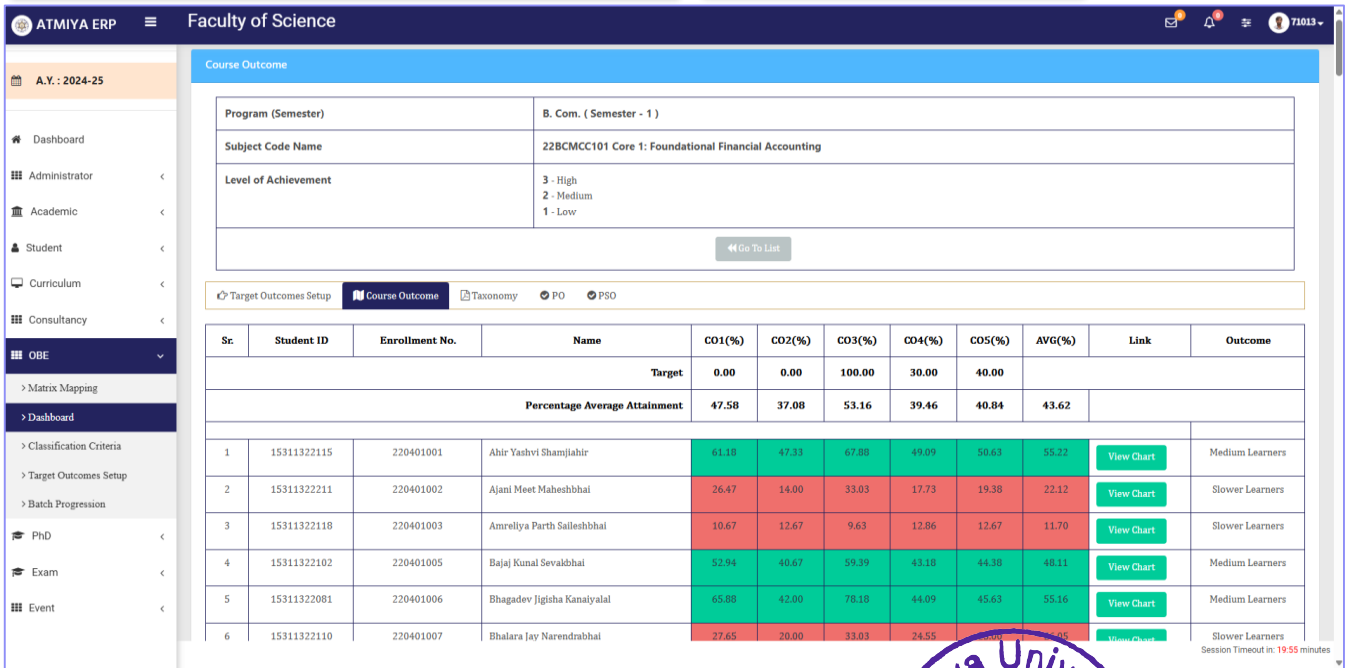 ATMIYA ERP
Faculty of Science
0
0
71013
A.Y. : 2024-25
Dashboard
Administrator
Academic
Student
Curriculum
Consultancy
OBE
> Matrix Mapping
> Dashboard
> Classification Criteria
> Target Outcomes Setup
> Batch Progression
PhD
Exam
Event
Course Outcome
Program (Semester) B. Com. ( Semester - 1 )
Subject Code Name 22BCMCC101 Core 1: Foundational Financial Accounting
Level of Achievement 3 - High
2 - Medium
1 - Low
Go To List
Target Outcomes Setup Course Outcome Taxonomy PO PSO
Sr. Student ID Enrollment No. Name CO1(%) CO2(%) CO3(%) CO4(%) CO5(%) AVG(%) Link Outcome
Target 0.00 0.00 100.00 30.00 40.00
Percentage Average Attainment 47.58 37.08 53.16 39.46 40.84 43.62
1 15311322115 220401001 Ahir Yashvi Shamjiahir 61.18 47.33 67.88 49.09 50.63 55.22 View Chart Medium Learners
2 15311322211 220401002 Ajani Meet Maheshbhai 26.47 14.00 33.03 17.73 19.38 22.12 View Chart Slower Learners
3 15311322118 220401003 Amreliya Parth Saileshbhai 10.67 12.67 9.63 12.86 12.67 11.70 View Chart Slower Learners
4 15311322102 220401005 Bajaj Kunal Sevakbhai 52.94 40.67 59.39 43.18 44.38 48.11 View Chart Medium Learners
5 15311322081 220401006 Bhagadev Jigisha Kanaiyalal 65.88 42.00 78.18 44.09 45.63 55.16 View Chart Medium Learners
6 15311322110 220401007 Bhalara Jay Narendrabhai 27.65 20.00 33.03 24.55 View Chart Slower Learners
Session Timeout in: 19:55 minutes